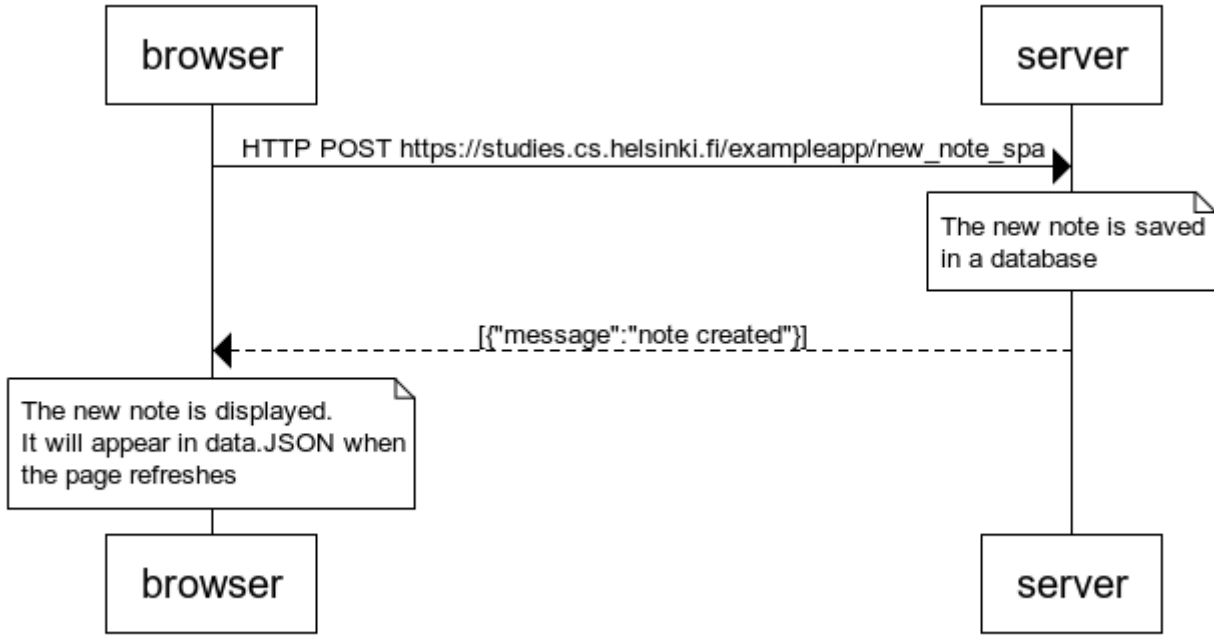 browser
server
HTTP POST https://studies.cs.helsinki.fi/exampleapp/new_note_spa
The new note is saved
in a database
[{"message":"note created"}]
The new note is displayed.
It will appear in data.JSON when
the page refreshes
browser
server